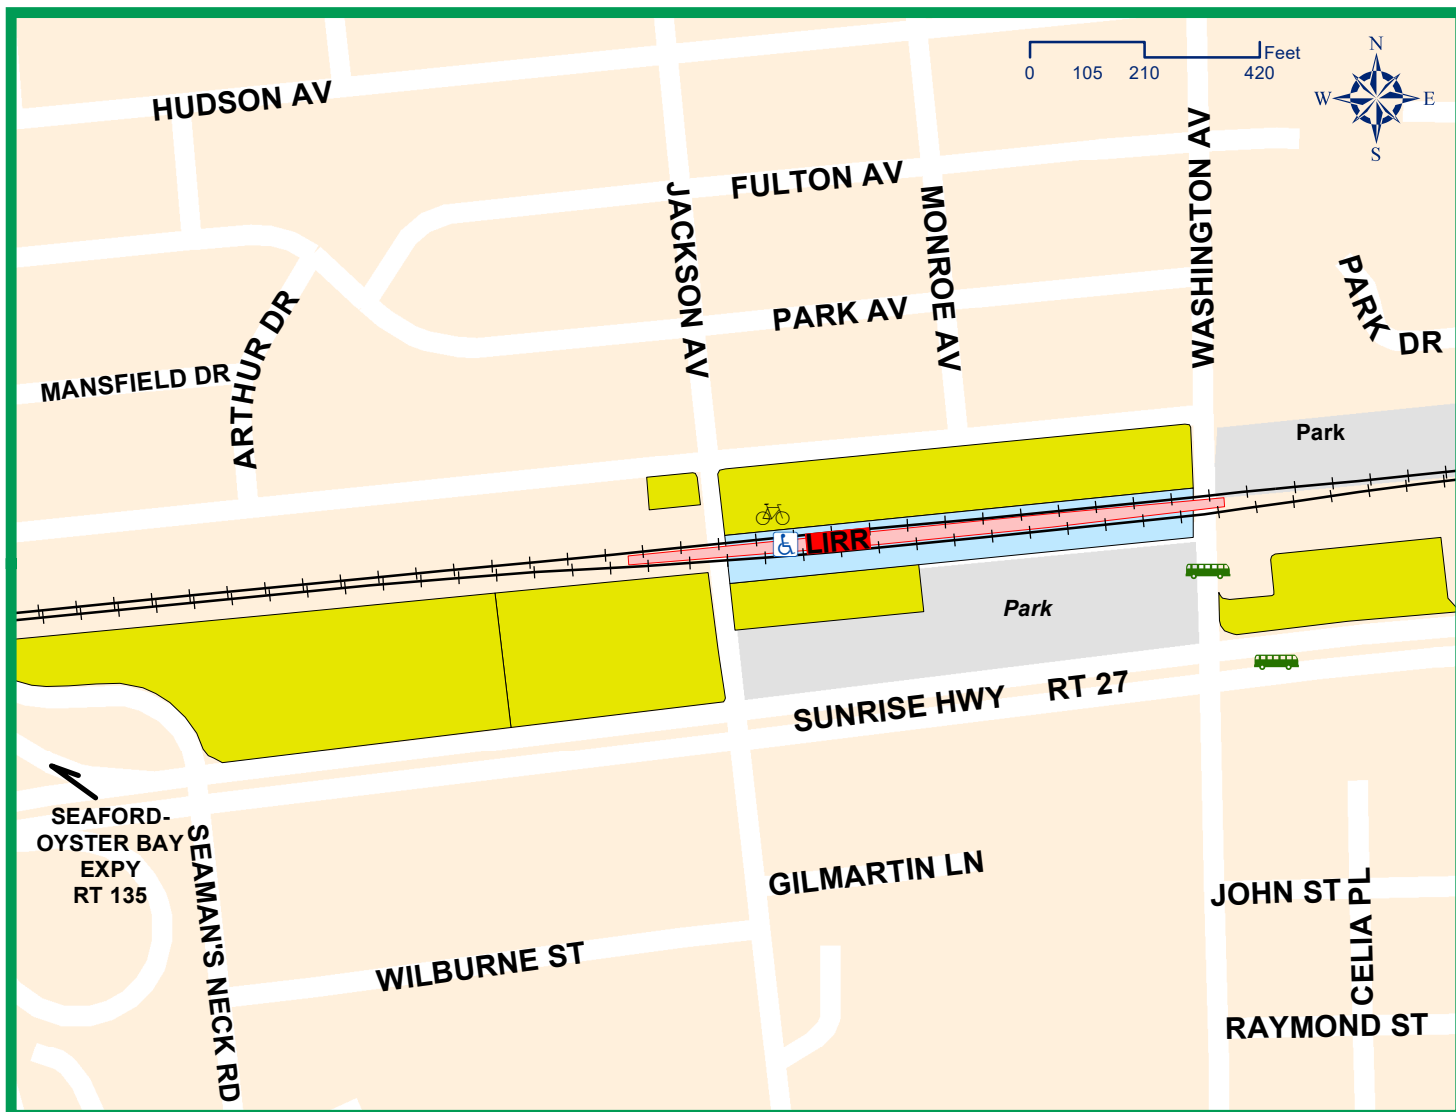 HUDSON AV
Feet
0 105 210 420
N
W E
S
FULTON AV
JACKSON AV
MONROE AV
WASHINGTON AV
PARK AV
PARK DR
MANSFIELD DR
ARTHUR DR
Park
LIRR
Park
SUNRISE HWY RT 27
SEAFORD-
OYSTER BAY
EXPY
RT 135
SEAMAN'S NECK RD
GILMARTIN LN
WILBURNE ST
JOHN ST
CELIA PL
RAYMOND ST